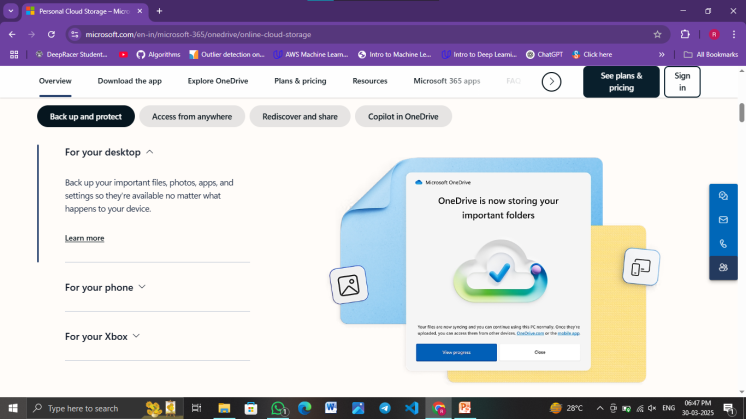 Personal Cloud Storage – Micro
microsoft.com/en-in/microsoft-365/onedrive/online-cloud-storage
R
DeepRacer Student...
Algorithms
Outlier detection on...
AWS Machine Learn...
Intro to Machine Le...
Intro to Deep Learni...
ChatGPT
Click here
»
All Bookmarks
Overview
Download the app
Explore OneDrive
Plans & pricing
Resources
Microsoft 365 apps
FAQ
See plans &
pricing
Sign
in
Back up and protect
Access from anywhere
Rediscover and share
Copilot in OneDrive
For your desktop
Back up your important files, photos, apps, and
settings so they're available no matter what
happens to your device.
Learn more
For your phone
For your Xbox
Microsoft OneDrive
OneDrive is now storing your
important folders
Your files are now syncing and you can continue using this PC normally. Once they're
uploaded, you can access them from other devices, OneDrive.com or the mobile app.
View progress
Close
Type here to search
28°C
ENG
06:47 PM
30-03-2025